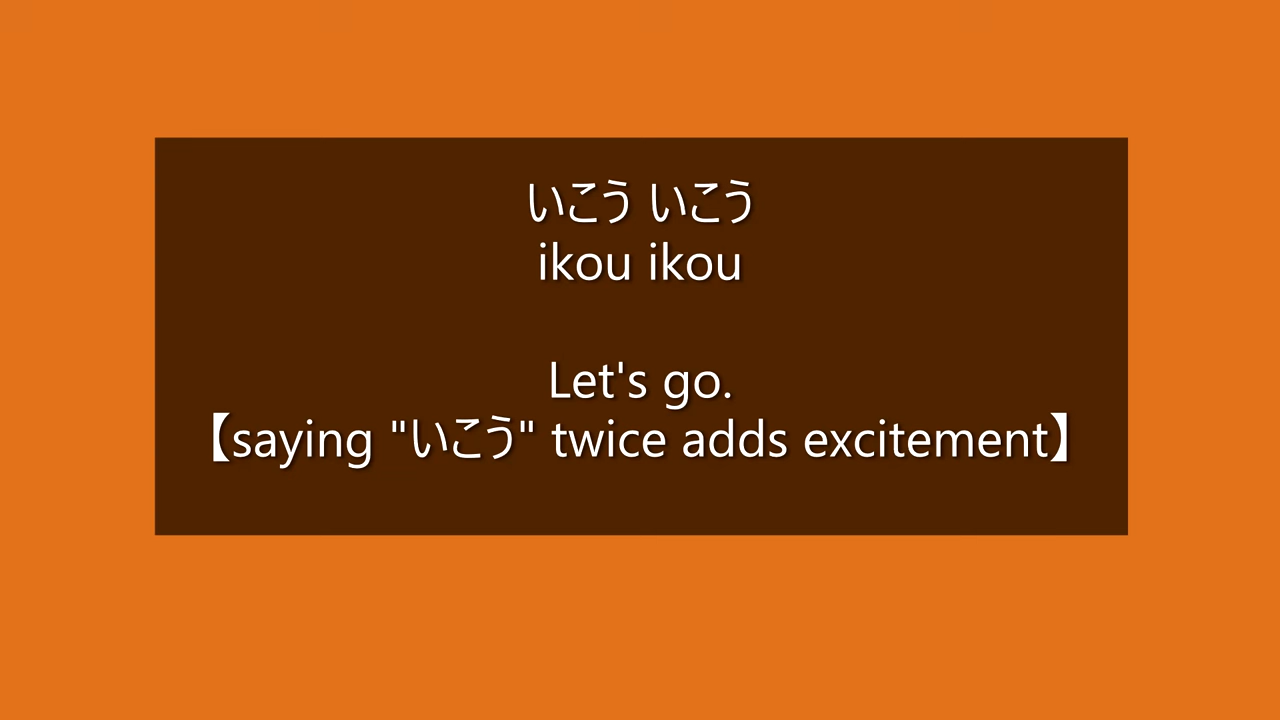 いこう いこう
ikou ikou
Let's go.
【saying "いこう" twice adds excitement】